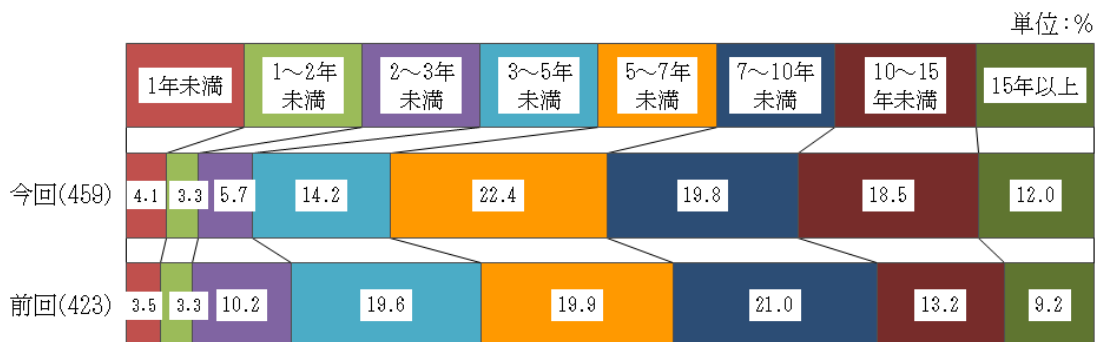 単位：%
1年未満
1～2年
未満
2～3年
未満
3～5年
未満
5～7年
未満
7～10年
未満
10～15
年未満
15年以上
今回(459)
4.1
3.3
5.7
14.2
22.4
19.8
18.5
12.0
前回(423)
3.5
3.3
10.2
19.6
19.9
21.0
13.2
9.2